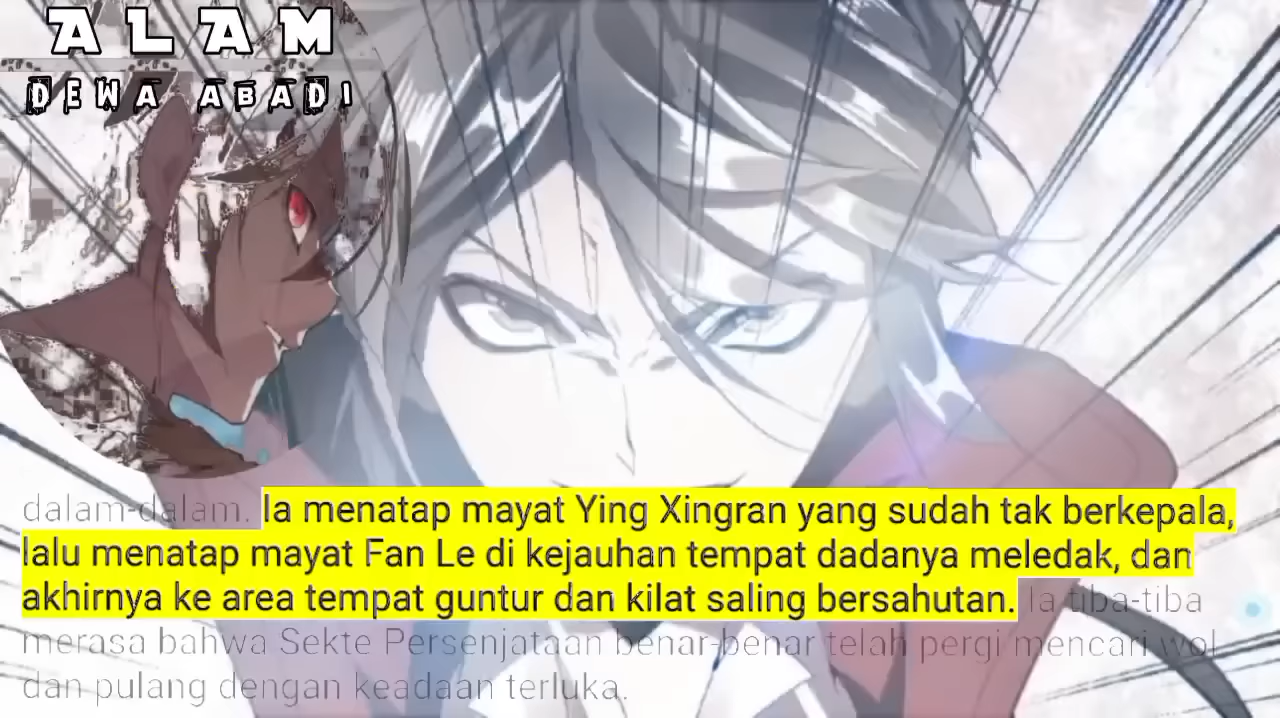 ALAM
DEWA ABADI
dalam-dalam. Ia menatap mayat Ying Xingran yang sudah tak berkepala,
lalu menatap mayat Fan Le di kejauhan tempat dadanya meledak, dan
akhirnya ke area tempat guntur dan kilat saling bersahutan. Ia tiba-tiba
merasa bahwa Sekte Persenjataan benar-benar telah pergi mencari wol
dan pulang dengan keadaan terluka.